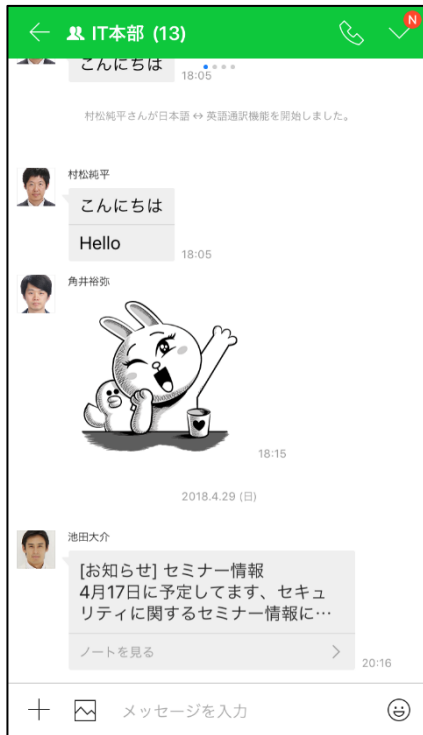 IT本部 (13)
N
こんにちは
18:05
村松純平さんが日本語 ↔ 英語通訳機能を開始しました。
村松純平
こんにちは
Hello
18:05
角井裕弥
18:15
2018.4.29 (日)
池田大介
[お知らせ] セミナー情報
4月17日に予定してます、セキュ
リティに関するセミナー情報に…
ノートを見る
20:16
メッセージを入力